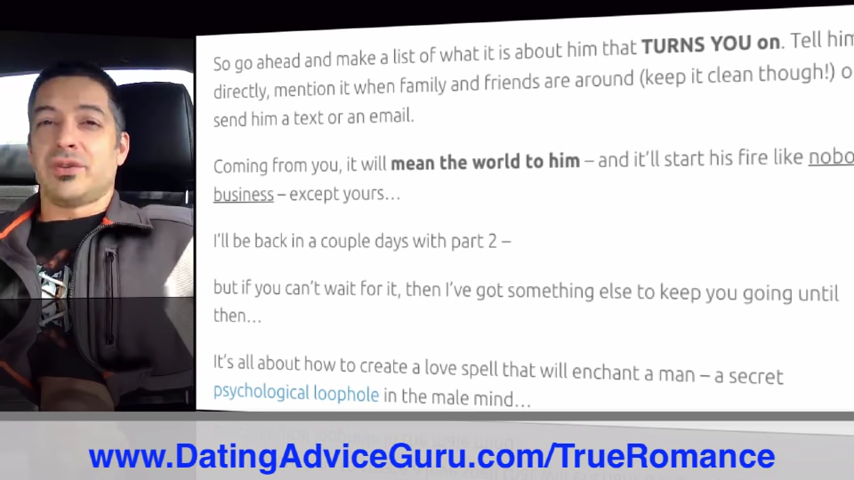 So go ahead and make a list of what it is about him that TURNS YOU on. Tell him
directly, mention it when family and friends are around (keep it clean though!) o
send him a text or an email.
Coming from you, it will mean the world to him – and it'll start his fire like nobo
business – except yours...
I'll be back in a couple days with part 2 –
but if you can't wait for it, then I've got something else to keep you going until
then...
It's all about how to create a love spell that will enchant a man – a secret
psychological loophole in the male mind...
www.DatingAdviceGuru.com/TrueRomance